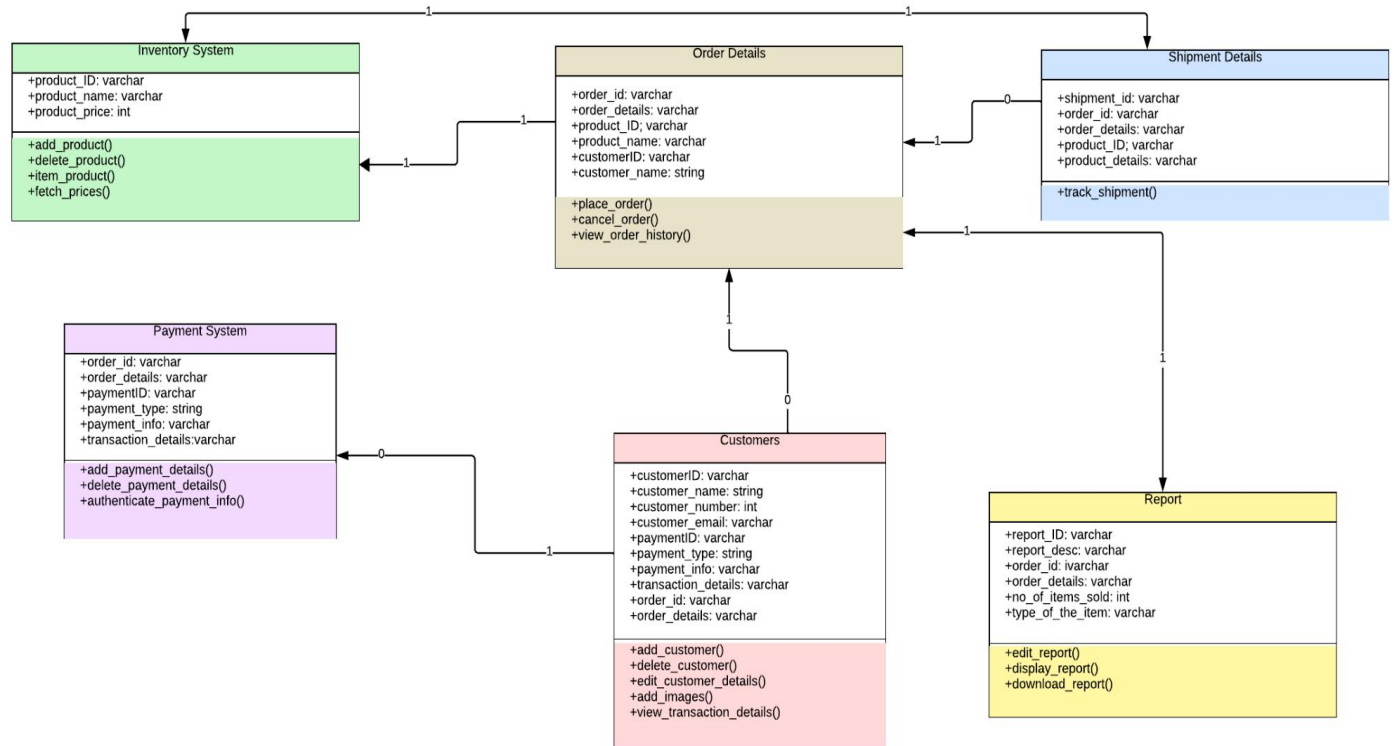 1
1
Inventory System
+product_ID: varchar
+product_name: varchar
+product_price: int
+add_product()
+delete_product()
+item_product()
+fetch_prices()
1
1
Order Details
+order_id: varchar
+order_details: varchar
+product_ID; varchar
+product_name: varchar
+customerID: varchar
+customer_name: string
+place_order()
+cancel_order()
+view_order_history()
0
1
Shipment Details
+shipment_id: varchar
+order_id: varchar
+order_details: varchar
+product_ID; varchar
+product_details: varchar
+track_shipment()
1
1
Payment System
+order_id: varchar
+order_details: varchar
+paymentID: varchar
+payment_type: string
+payment_info: varchar
+transaction_details:varchar
+add_payment_details()
+delete_payment_details()
+authenticate_payment_info()
0
1
1
0
Customers
+customerID: varchar
+customer_name: string
+customer_number: int
+customer_email: varchar
+paymentID: varchar
+payment_type: string
+payment_info: varchar
+transaction_details: varchar
+order_id: varchar
+order_details: varchar
+add_customer()
+delete_customer()
+edit_customer_details()
+add_images()
+view_transaction_details()
Report
+report_ID: varchar
+report_desc: varchar
+order_id: ivarchar
+order_details: varchar
+no_of_items_sold: int
+type_of_the_item: varchar
+edit_report()
+display_report()
+download_report()